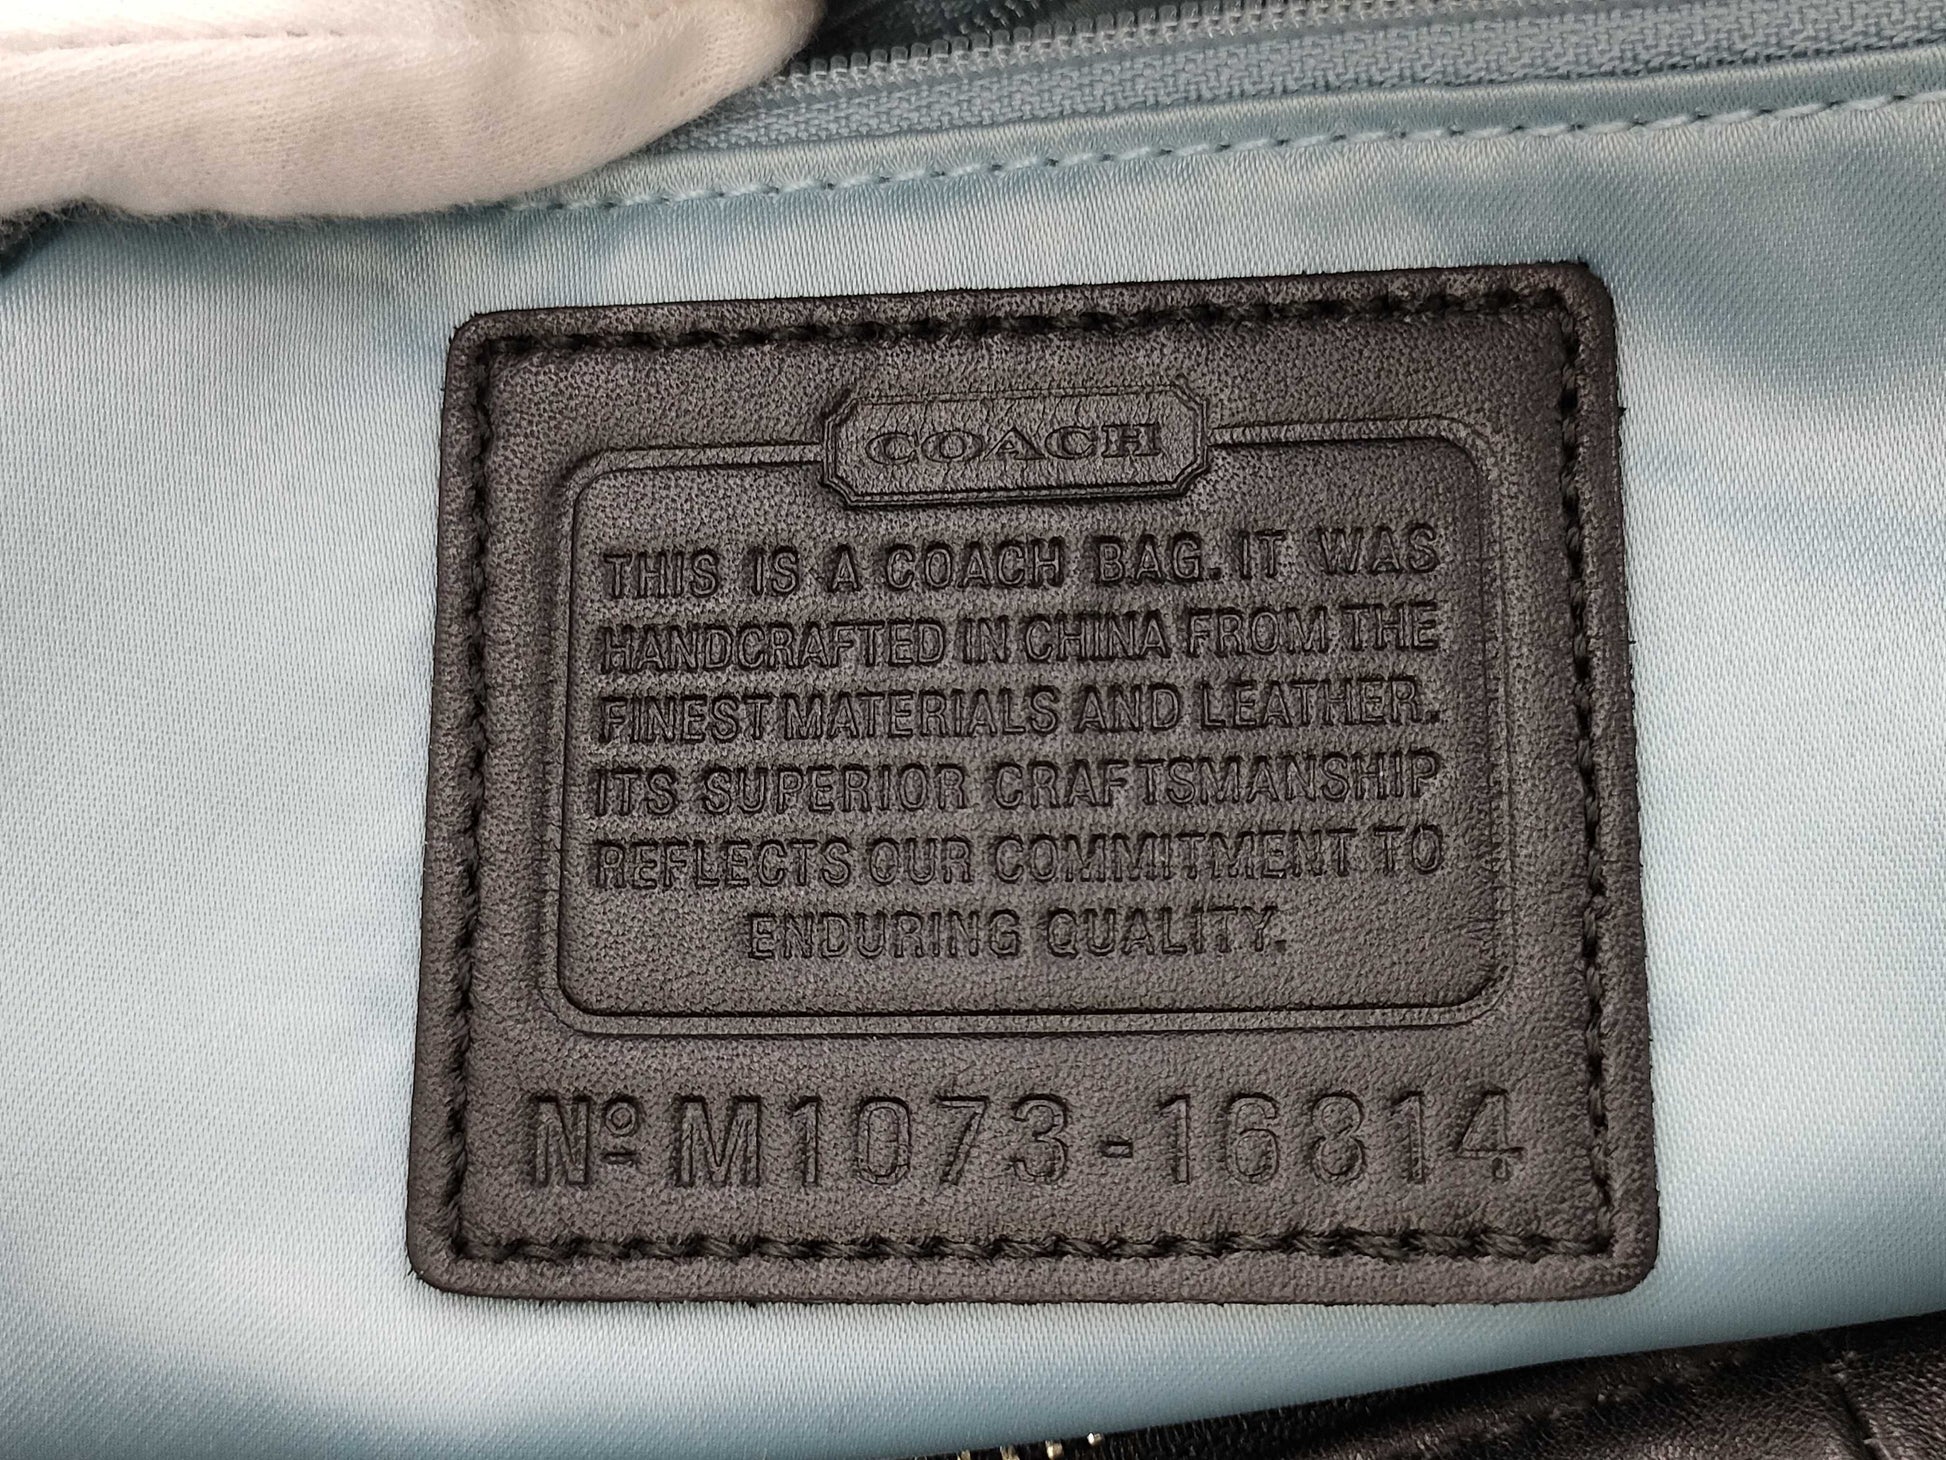 COACH
THIS IS A COACH BAG. IT WAS
HANDCRAFTED IN CHINA FROM THE
FINEST MATERIALS AND LEATHER.
ITS SUPERIOR CRAFTSMANSHIP
REFLECTS OUR COMMITMENT TO
ENDURING QUALITY.
Nº M1073-16814